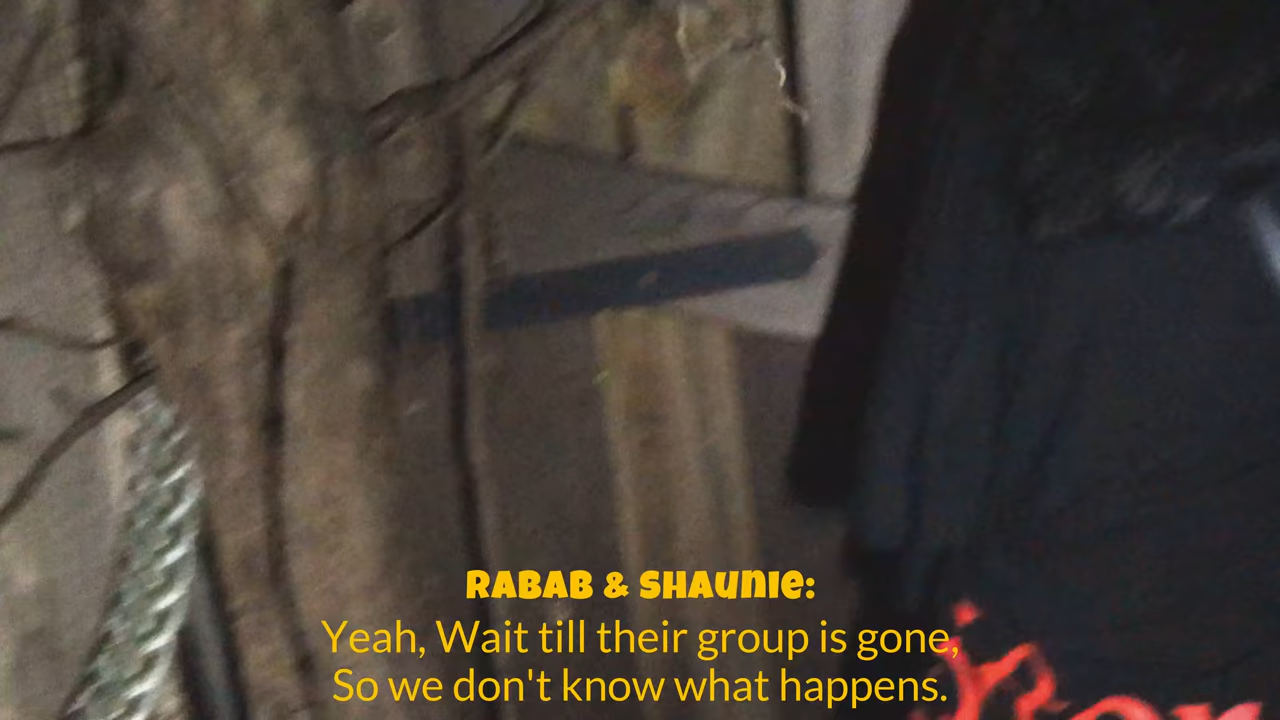 RABAB & SHAUNIE:
Yeah, Wait till their group is gone,
So we don't know what happens.